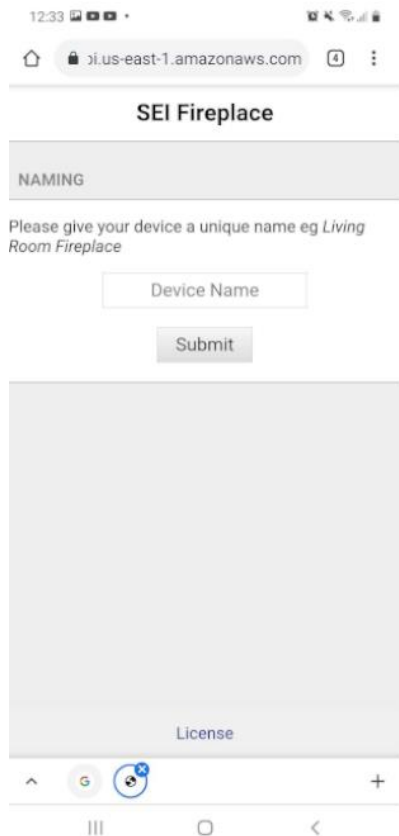 12:33
ɔi.us-east-1.amazonaws.com 4
SEI Fireplace
NAMING
Please give your device a unique name eg Living
Room Fireplace
Device Name
Submit
License
G